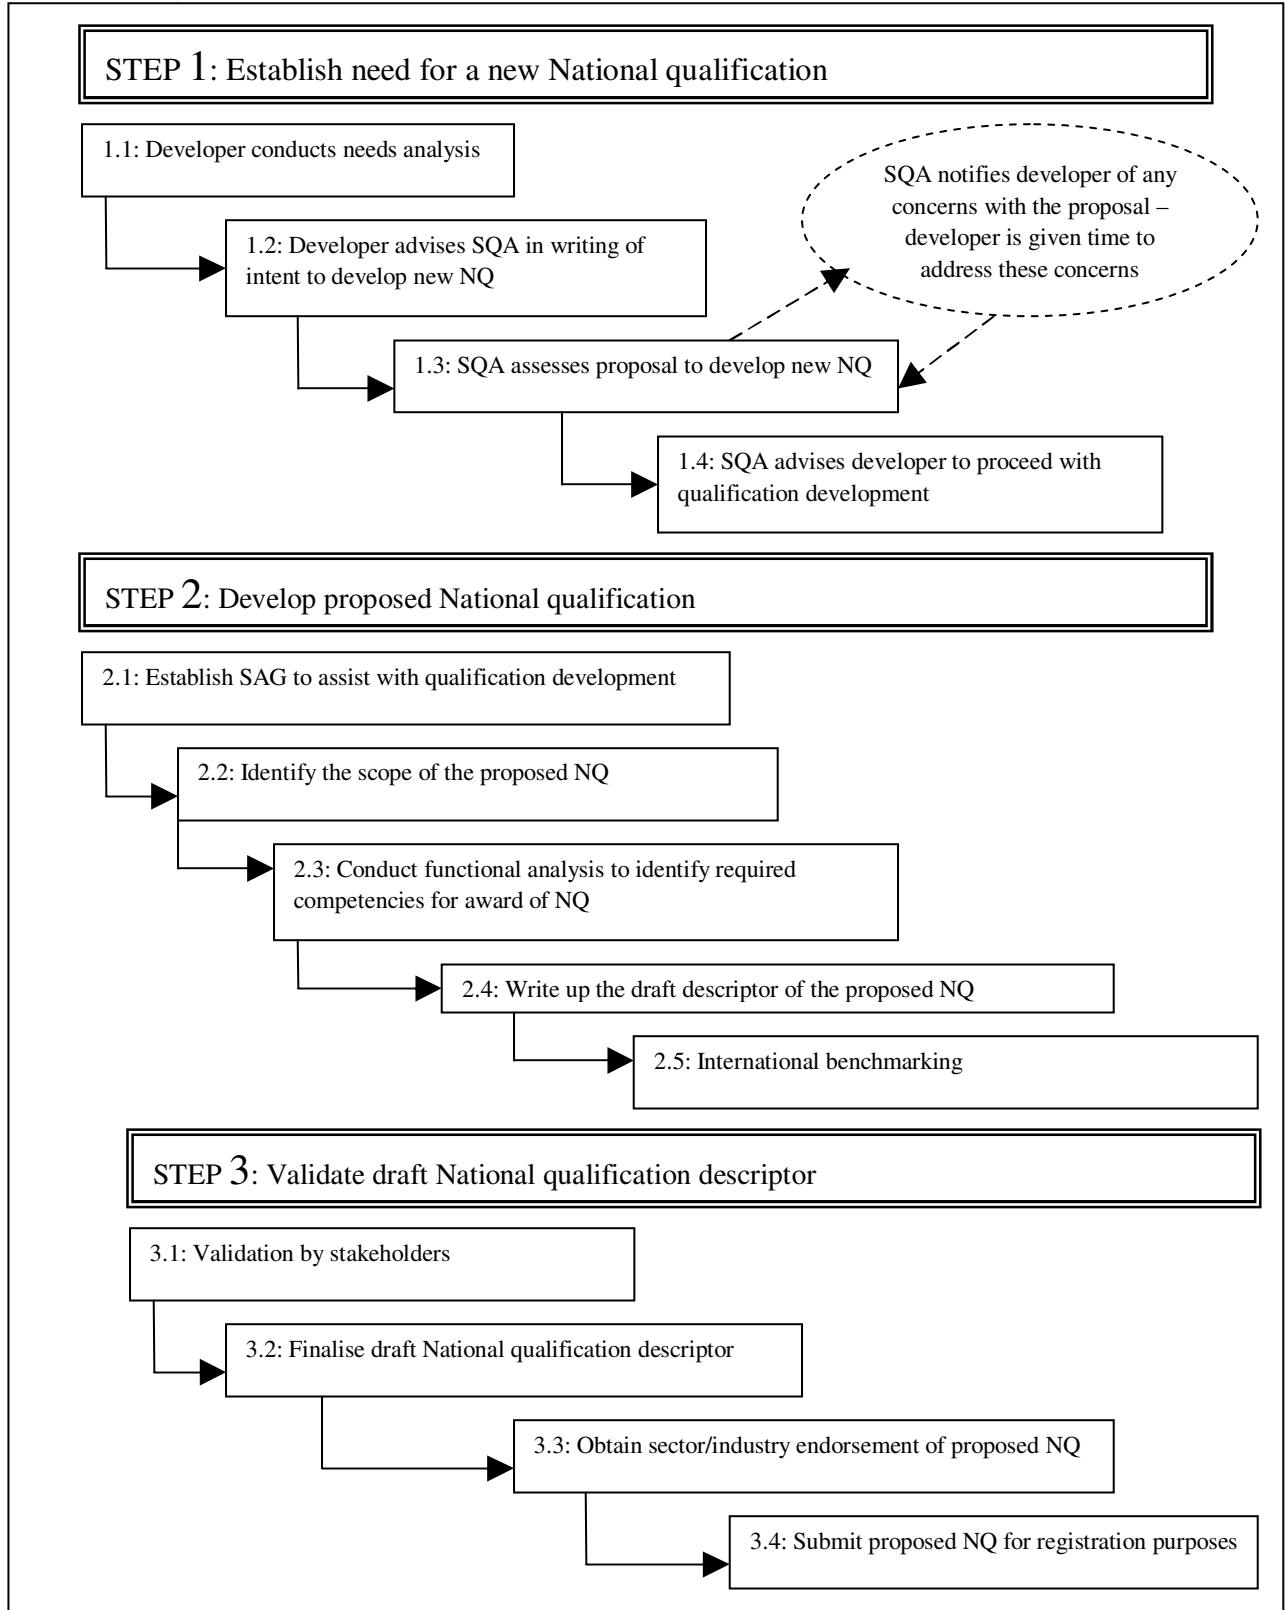 STEP 1: Establish need for a new National qualification
1.1: Developer conducts needs analysis
SQA notifies developer of any
concerns with the proposal –
developer is given time to
address these concerns
1.2: Developer advises SQA in writing of
intent to develop new NQ
1.3: SQA assesses proposal to develop new NQ
1.4: SQA advises developer to proceed with
qualification development
STEP 2: Develop proposed National qualification
2.1: Establish SAG to assist with qualification development
2.2: Identify the scope of the proposed NQ
2.3: Conduct functional analysis to identify required
competencies for award of NQ
2.4: Write up the draft descriptor of the proposed NQ
2.5: International benchmarking
STEP 3: Validate draft National qualification descriptor
3.1: Validation by stakeholders
3.2: Finalise draft National qualification descriptor
3.3: Obtain sector/industry endorsement of proposed NQ
3.4: Submit proposed NQ for registration purposes